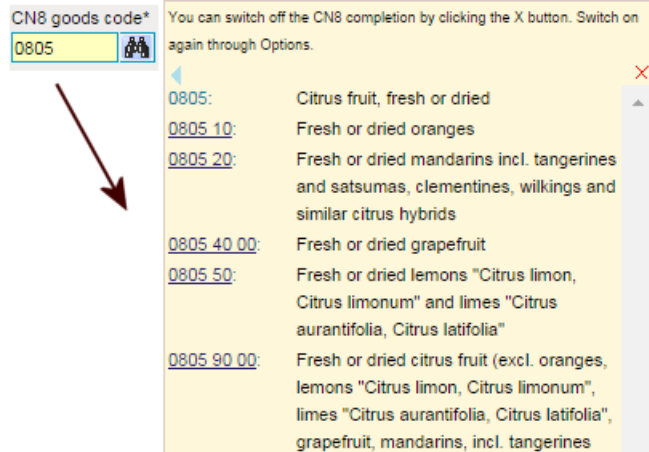 CN8 goods code*
0805
You can switch off the CN8 completion by clicking the X button. Switch on
again through Options.
0805: Citrus fruit, fresh or dried
0805 10: Fresh or dried oranges
0805 20: Fresh or dried mandarins incl. tangerines
and satsumas, clementines, wilkings and
similar citrus hybrids
0805 40 00: Fresh or dried grapefruit
0805 50: Fresh or dried lemons "Citrus limon,
Citrus limonum" and limes "Citrus
aurantifolia, Citrus latifolia"
0805 90 00: Fresh or dried citrus fruit (excl. oranges,
lemons "Citrus limon, Citrus limonum",
limes "Citrus aurantifolia, Citrus latifolia",
grapefruit, mandarins, incl. tangerines